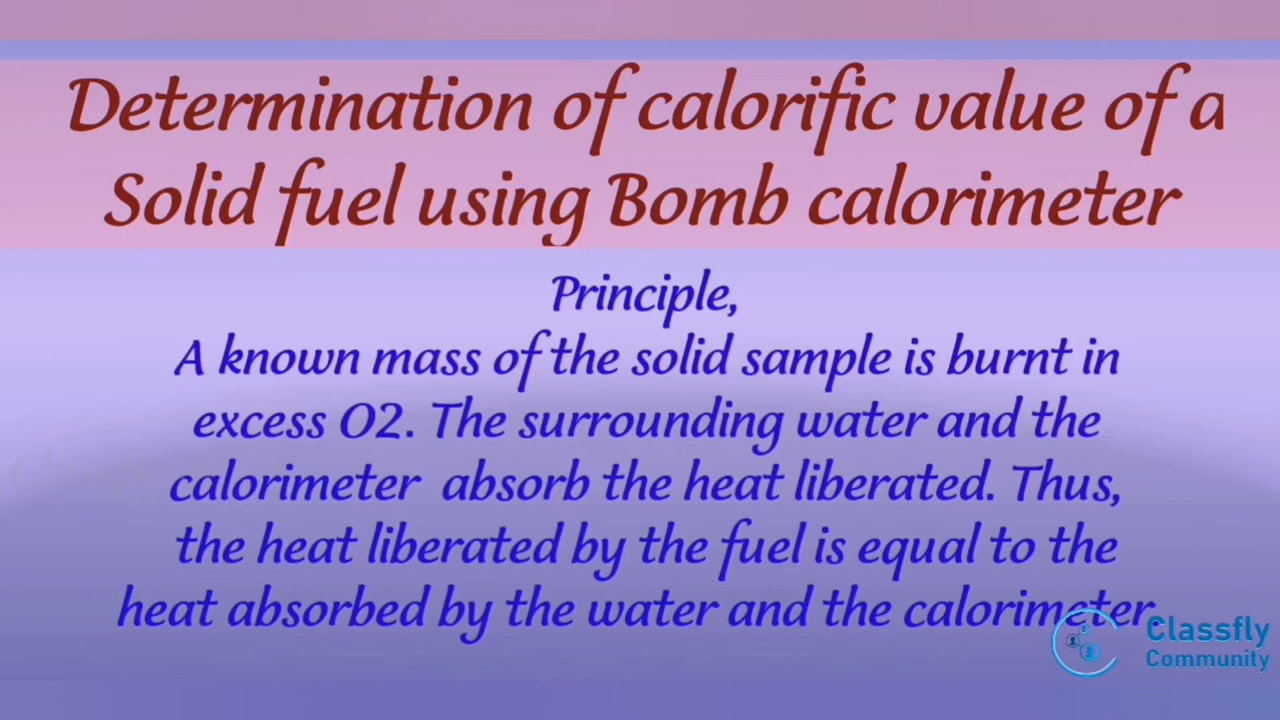 Determination of calorific value of a
Solid fuel using Bomb calorimeter
Principle,
A known mass of the solid sample is burnt in
excess O2. The surrounding water and the
calorimeter absorb the heat liberated. Thus,
the heat liberated by the fuel is equal to the
heat absorbed by the water and the calorimeter.
Classfly
Community